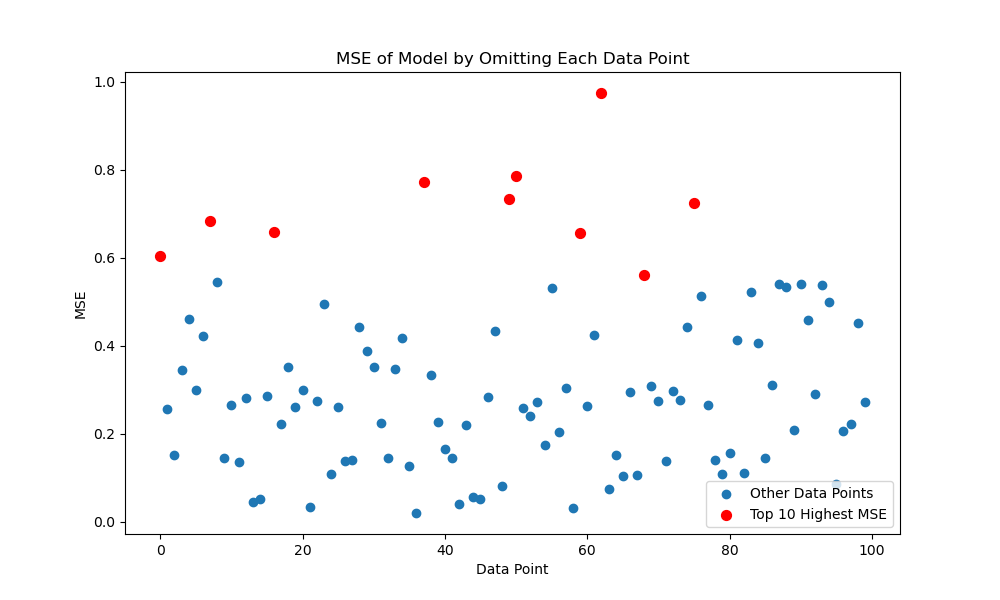 MSE of Model by Omitting Each Data Point
1.0
0.8
0.6
0.4
0.2
0.0
MSE
0 20 40 60 80 100
Data Point
Other Data Points
Top 10 Highest MSE